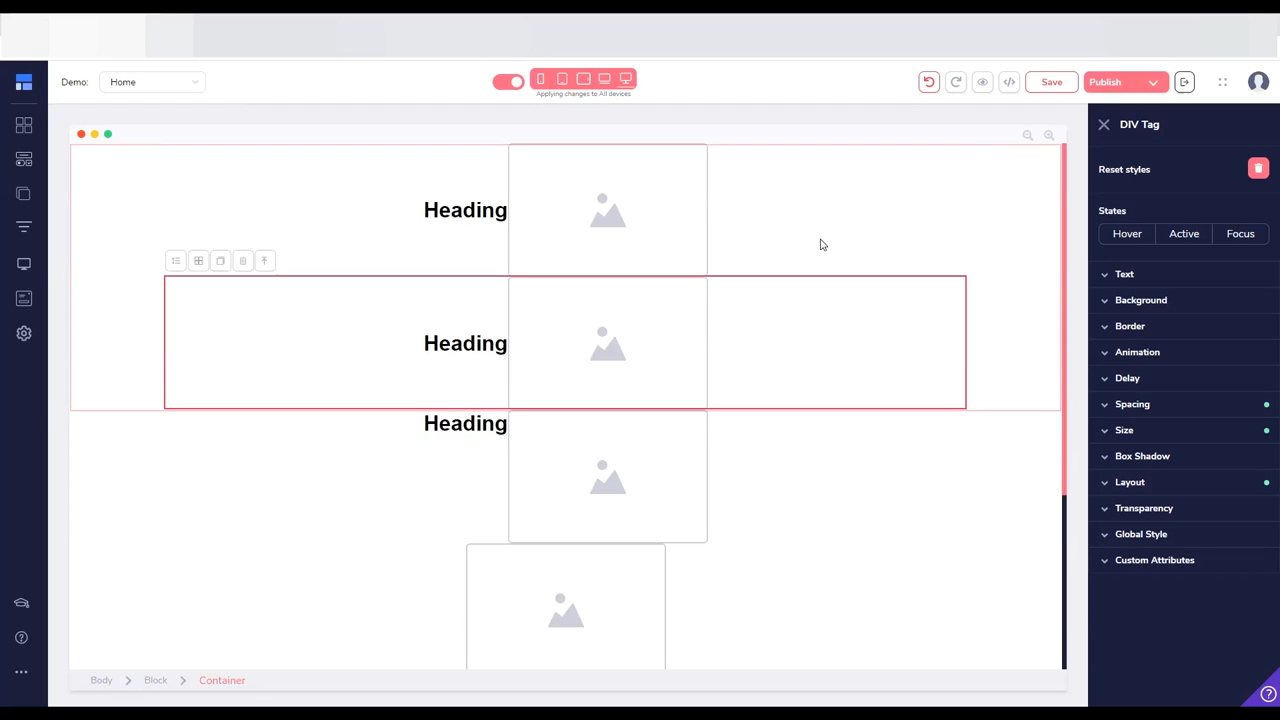 Demo:
Home
Applying changes to All devices
Save
Publish
DIV Tag
Reset styles
States
Hover
Active
Focus
Text
Background
Border
Animation
Delay
Spacing
Size
Box Shadow
Layout
Transparency
Global Style
Custom Attributes
Heading
Heading
Heading
Body
Block
Container